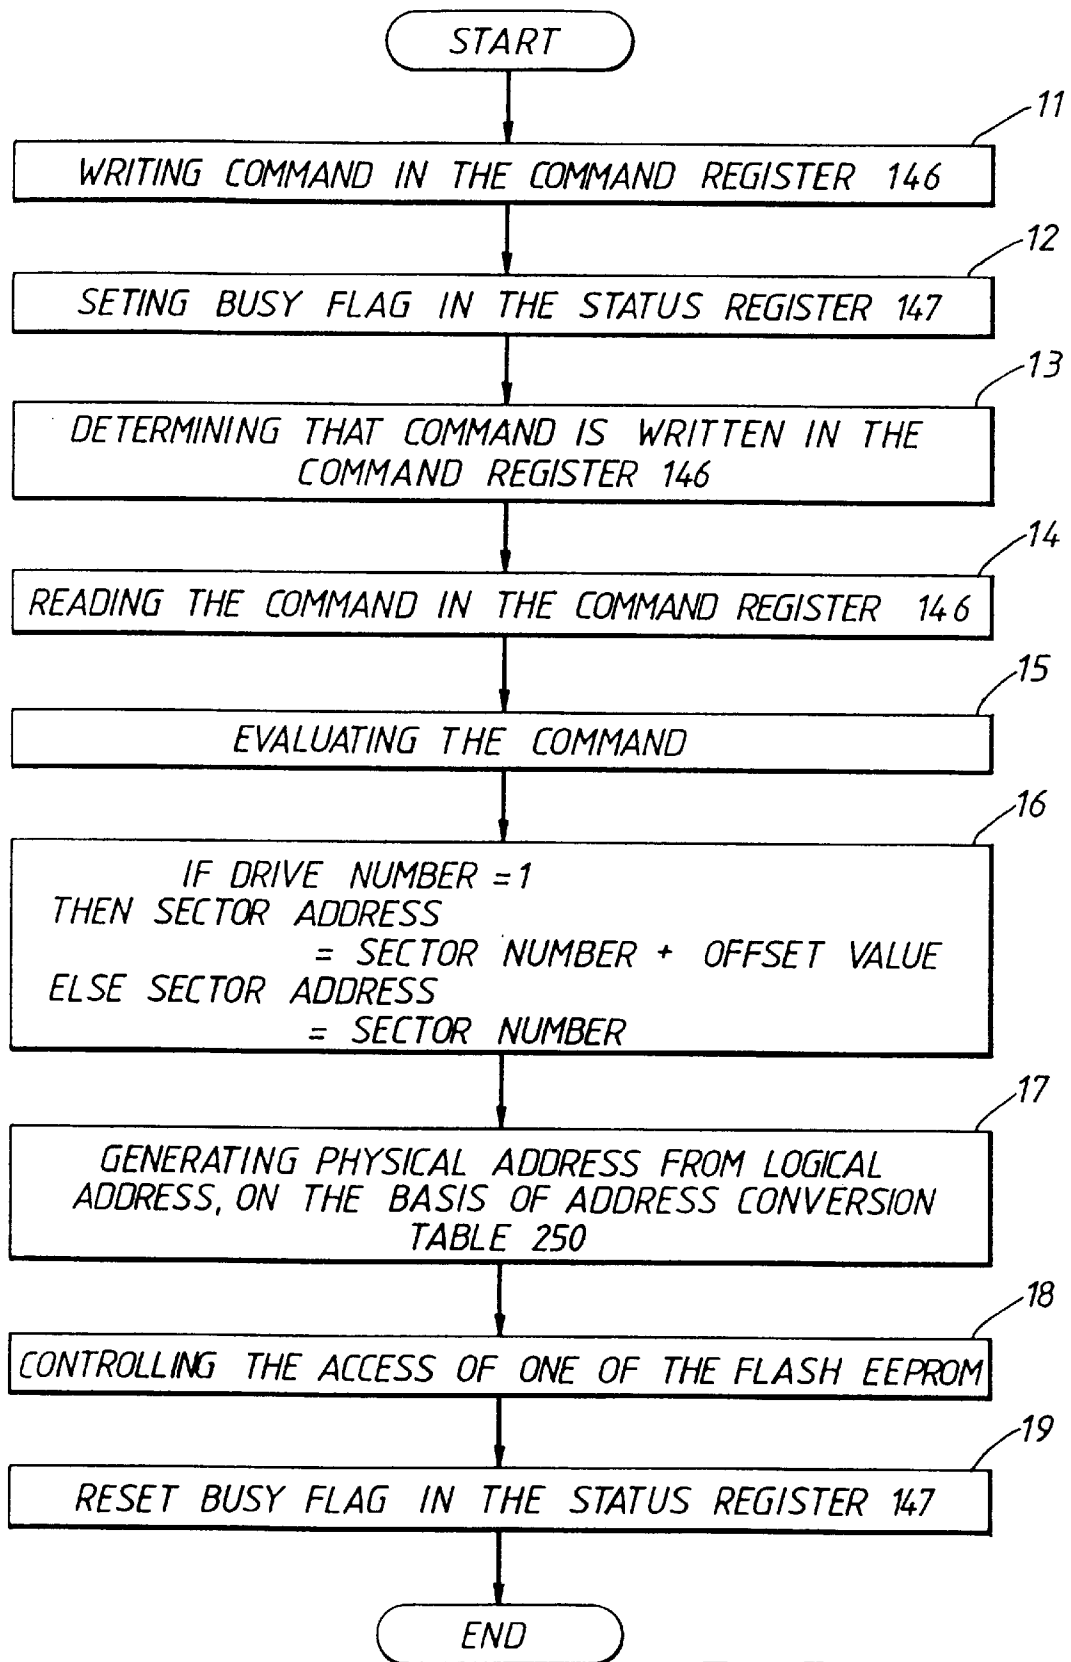 START
11
WRITING COMMAND IN THE COMMAND REGISTER 146
12
SETING BUSY FLAG IN THE STATUS REGISTER 147
13
DETERMINING THAT COMMAND IS WRITTEN IN THE
COMMAND REGISTER 146
14
READING THE COMMAND IN THE COMMAND REGISTER 146
15
EVALUATING THE COMMAND
16
IF DRIVE NUMBER = 1
THEN SECTOR ADDRESS
= SECTOR NUMBER + OFFSET VALUE
ELSE SECTOR ADDRESS
= SECTOR NUMBER
17
GENERATING PHYSICAL ADDRESS FROM LOGICAL
ADDRESS, ON THE BASIS OF ADDRESS CONVERSION
TABLE 250
18
CONTROLLING THE ACCESS OF ONE OF THE FLASH EEPROM
19
RESET BUSY FLAG IN THE STATUS REGISTER 147
END